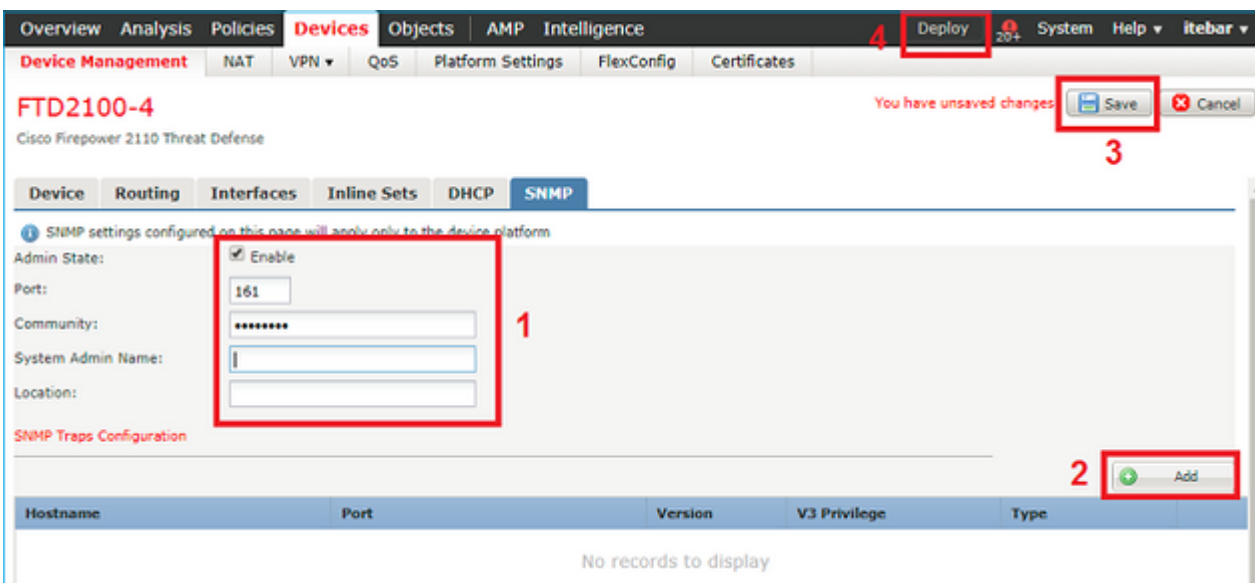 Overview Analysis Policies Devices Objects AMP Intelligence 4 Deploy 20+ System Help itebar
Device Management NAT VPN QoS Platform Settings FlexConfig Certificates
FTD2100-4
You have unsaved changes Save Cancel
Cisco Firepower 2110 Threat Defense
3
Device Routing Interfaces Inline Sets DHCP SNMP
SNMP settings configured on this page will apply only to the device platform
Admin State: Enable
Port: 161
Community: ••••••••
1
System Admin Name:
Location:
SNMP Traps Configuration
2 Add
Hostname Port Version V3 Privilege Type
No records to display